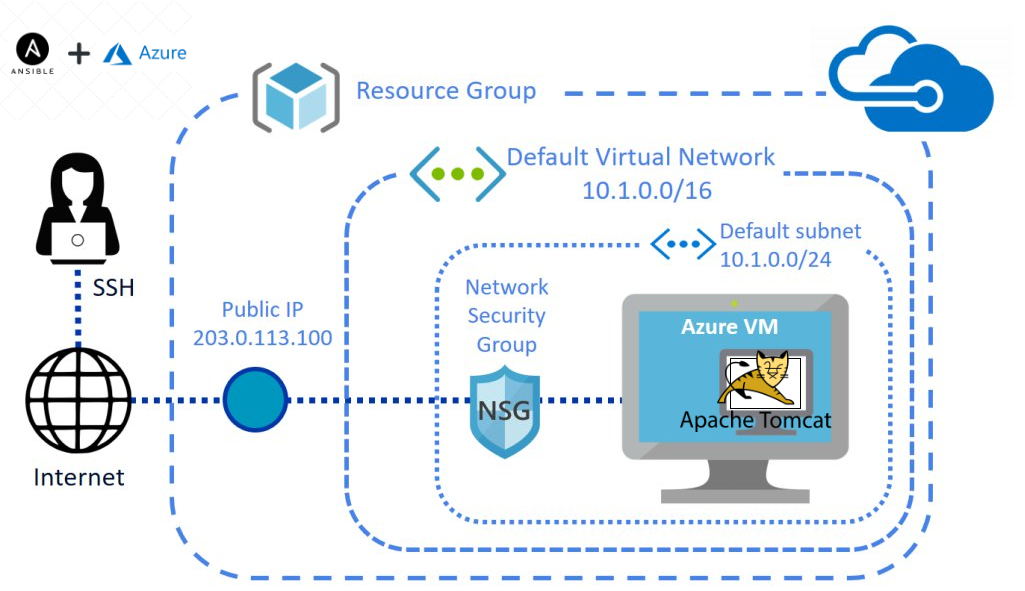 ANSIBLE
+
Azure
Resource Group
Default Virtual Network
10.1.0.0/16
Default subnet
10.1.0.0/24
SSH
Network
Security
Group
Public IP
203.0.113.100
Azure VM
NSG
Apache Tomcat
Internet